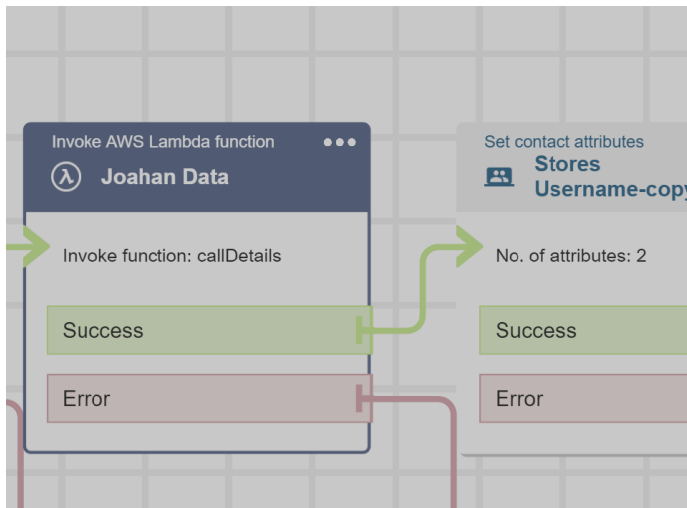 Invoke AWS Lambda function
Joahan Data
Invoke function: callDetails
Success
Error
Set contact attributes
Stores
Username-copy
No. of attributes: 2
Success
Error